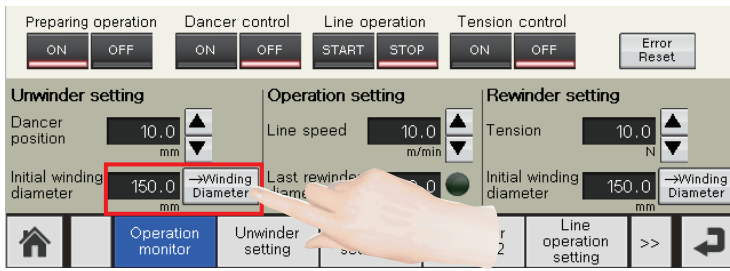 Preparing operation Dancer control Line operation Tension control
ON OFF ON OFF START STOP ON OFF Error
Reset
Unwinder setting Operation setting Rewinder setting
Dancer
position 10.0 Line speed 10.0 Tension 10.0
mm m/min N
Initial winding
diameter 150.0 →Winding
Diameter Last rewinder 0 Initial winding
diameter 150.0 →Winding
Diameter
mm mm
Operation
monitor Unwinder
setting 2 Line
operation
setting >>